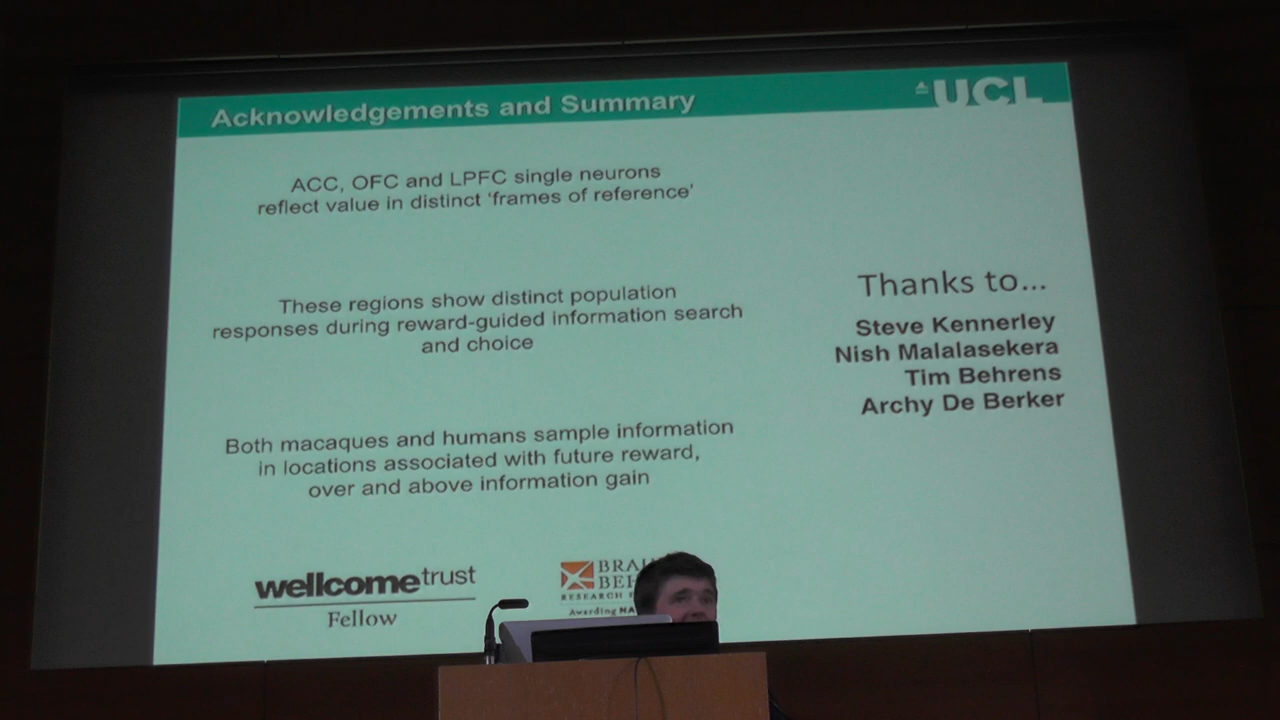 Acknowledgements and Summary
UCL
ACC, OFC and LPFC single neurons
reflect value in distinct 'frames of reference'
These regions show distinct population
responses during reward-guided information search
and choice
Both macaques and humans sample information
in locations associated with future reward,
over and above information gain
Thanks to...
Steve Kennerley
Nish Malalasekera
Tim Behrens
Archy De Berker
wellcometrust
Fellow
RESEARCH
Awarding